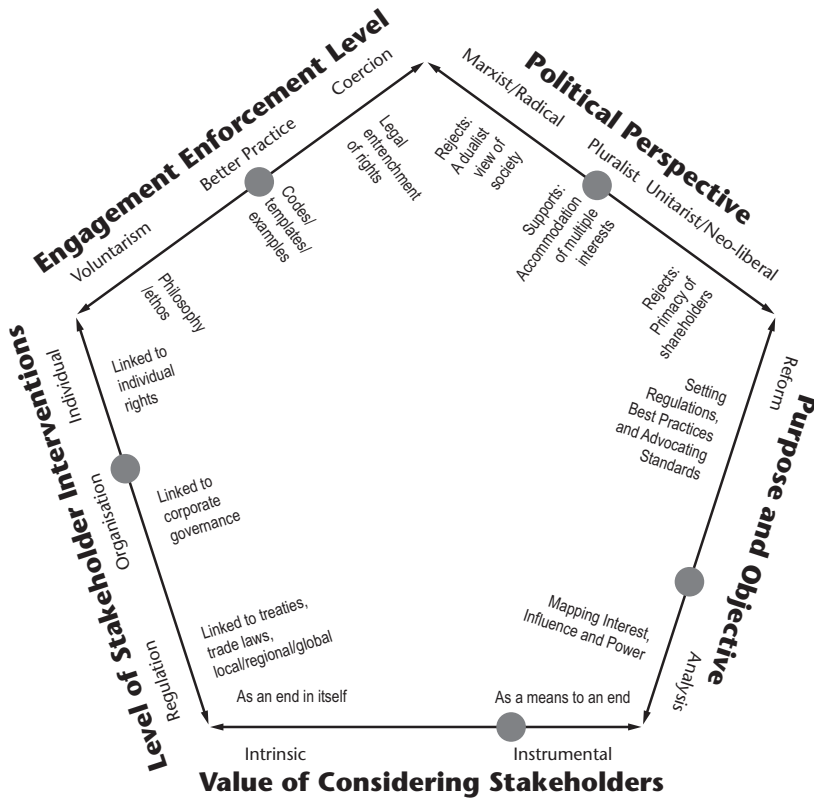 Engagement Enforcement Level
Voluntarism
Better Practice
Coercion
Philosophy
/ethos
Codes/
templates/
examples
Legal
entrenchment
of rights
Political Perspective
Marxist/Radical
Pluralist
Unitarist/Neo-liberal
Rejects:
A dualist
view of
society
Supports:
Accommodation
of multiple
interests
Rejects:
Primacy of
shareholders
Purpose and Objective
Reform
Analysis
Setting
Regulations,
Best Practices
and Advocating
Standards
Mapping Interest,
Influence and Power
Level of Stakeholder Interventions
Individual
Organisation
Regulation
Linked to
individual
rights
Linked to
corporate
governance
Linked to treaties,
trade laws,
local/regional/global
As an end in itself
As a means to an end
Intrinsic
Instrumental
Value of Considering Stakeholders